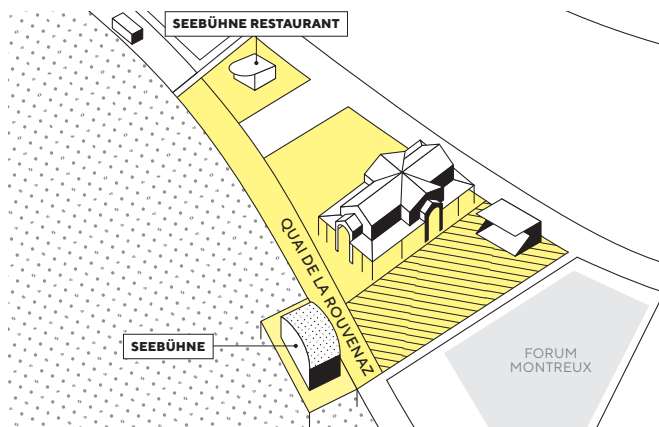 SEEBÜHNE RESTAURANT
QUAI DE LA ROUVENAZ
SEEBÜHNE
FORUM
MONTREUX